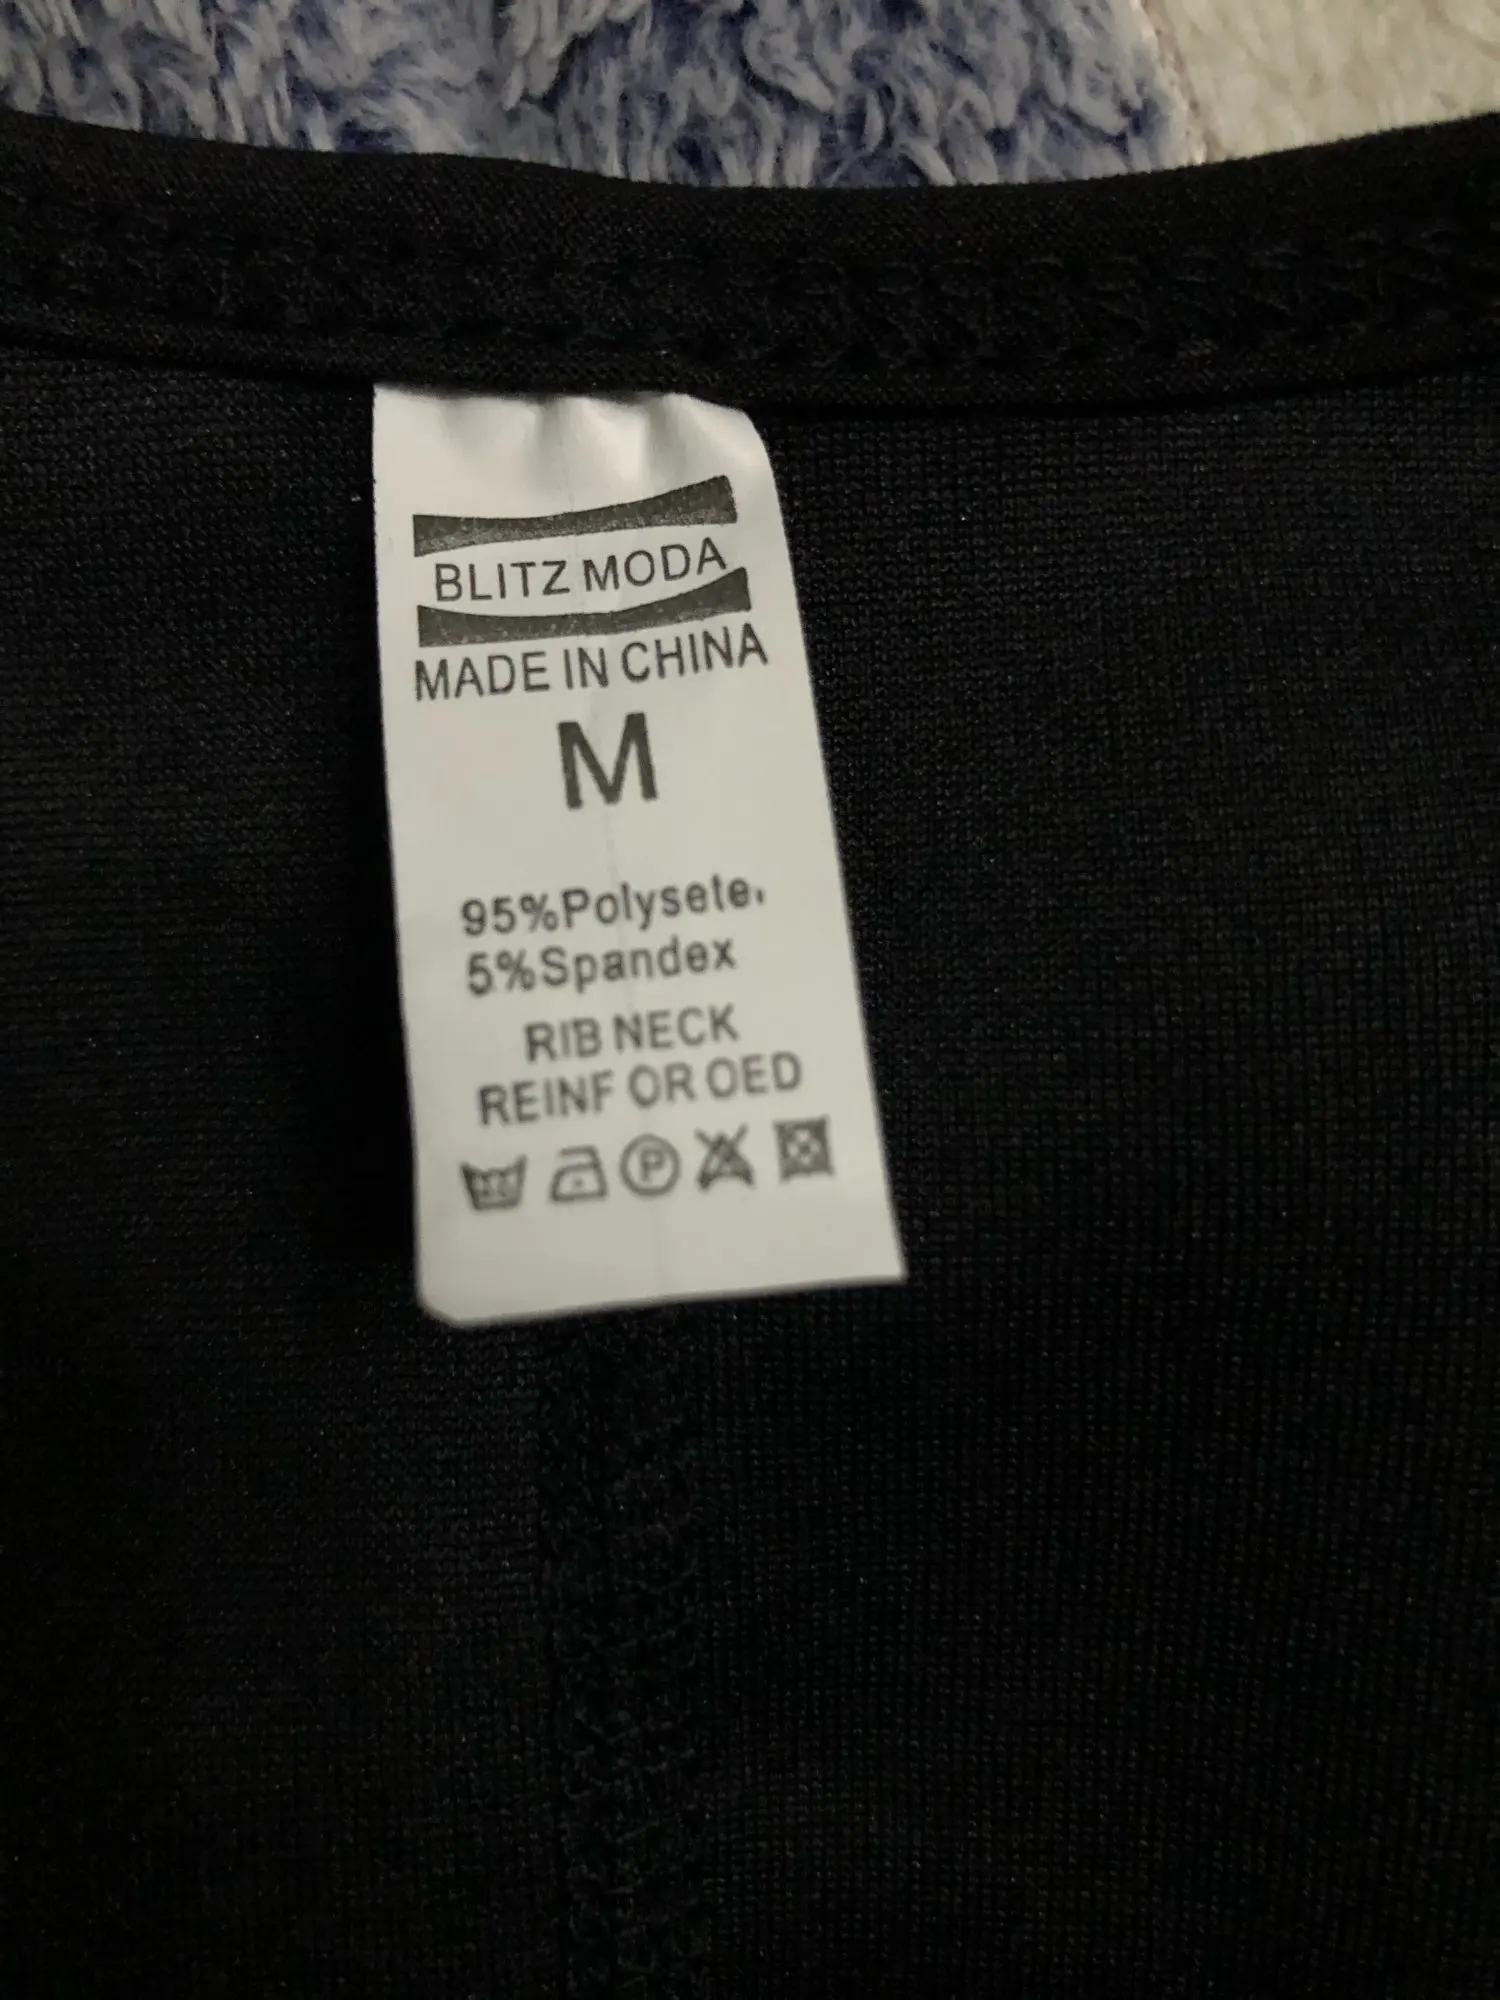 BLITZ MODA
MADE IN CHINA
M
95%Polysete,
5%Spandex
RIB NECK
REINF OR OED
P